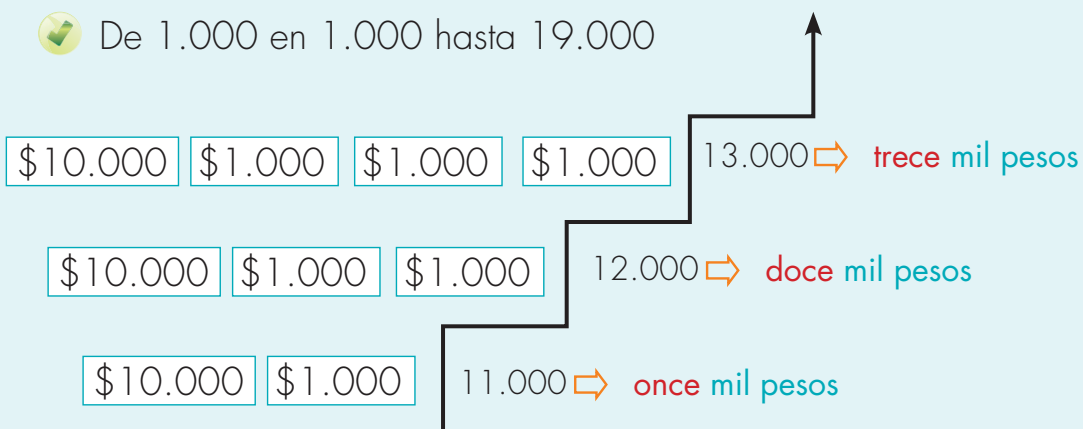 De 1.000 en 1.000 hasta 19.000
$10.000 $1.000 $1.000 $1.000 13.000 trece mil pesos
$10.000 $1.000 $1.000 12.000 doce mil pesos
$10.000 $1.000 11.000 once mil pesos